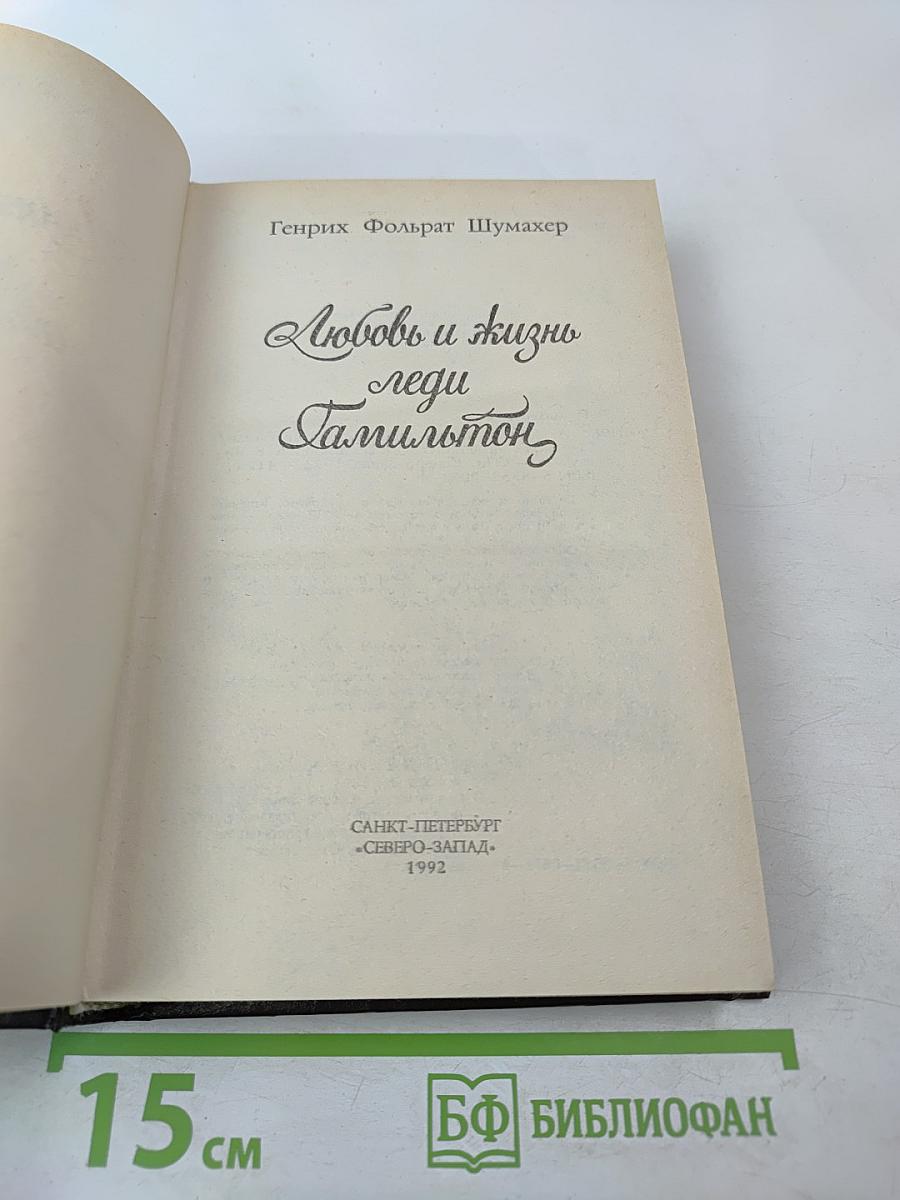 Генрих Фольрат Шумахер
Любовь и жизнь
леди
Гамильтон
САНКТ-ПЕТЕРБУРГ
«СЕВЕРО-ЗАПАД»
1992
15 см
БФ БИБЛИОФАН